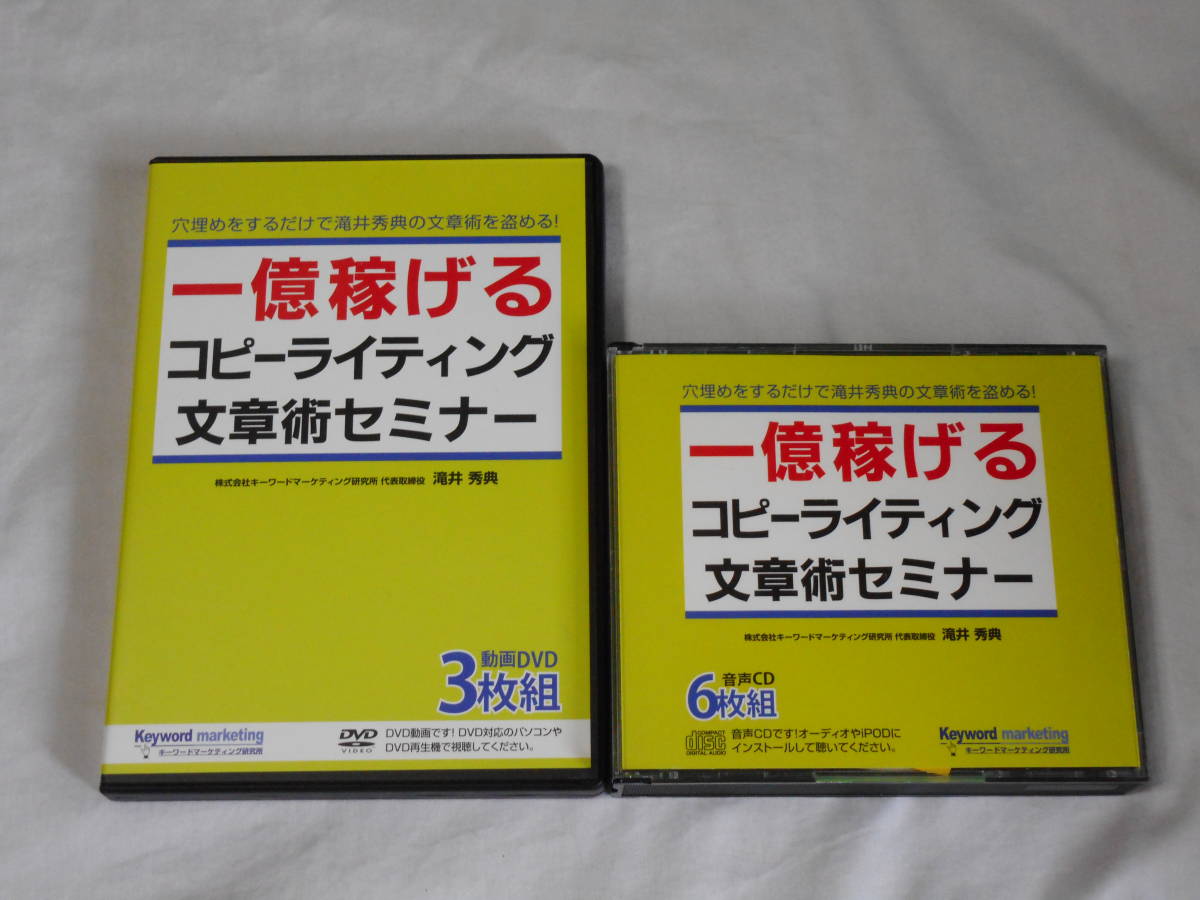 穴埋めをするだけで滝井秀典の文章術を盗める!
一億稼げる
コピーライティング
文章術セミナー
株式会社キーワードマーケティング研究所 代表取締役 滝井 秀典
動画DVD
3枚組
Keyword marketing
キーワードマーケティング研究所
DVD
VIDEO
DVD動画です! DVD対応のパソコンや
DVD再生機で視聴してください。
穴埋めをするだけで滝井秀典の文章術を盗める!
一億稼げる
コピーライティング
文章術セミナー
株式会社キーワードマーケティング研究所 代表取締役 滝井 秀典
音声CD
6枚組
COMPACT
disc
DIGITAL AUDIO
音声CDです!オーディオやiPODに
インストールして聴いてください。
Keyword marketing
キーワードマーケティング研究所